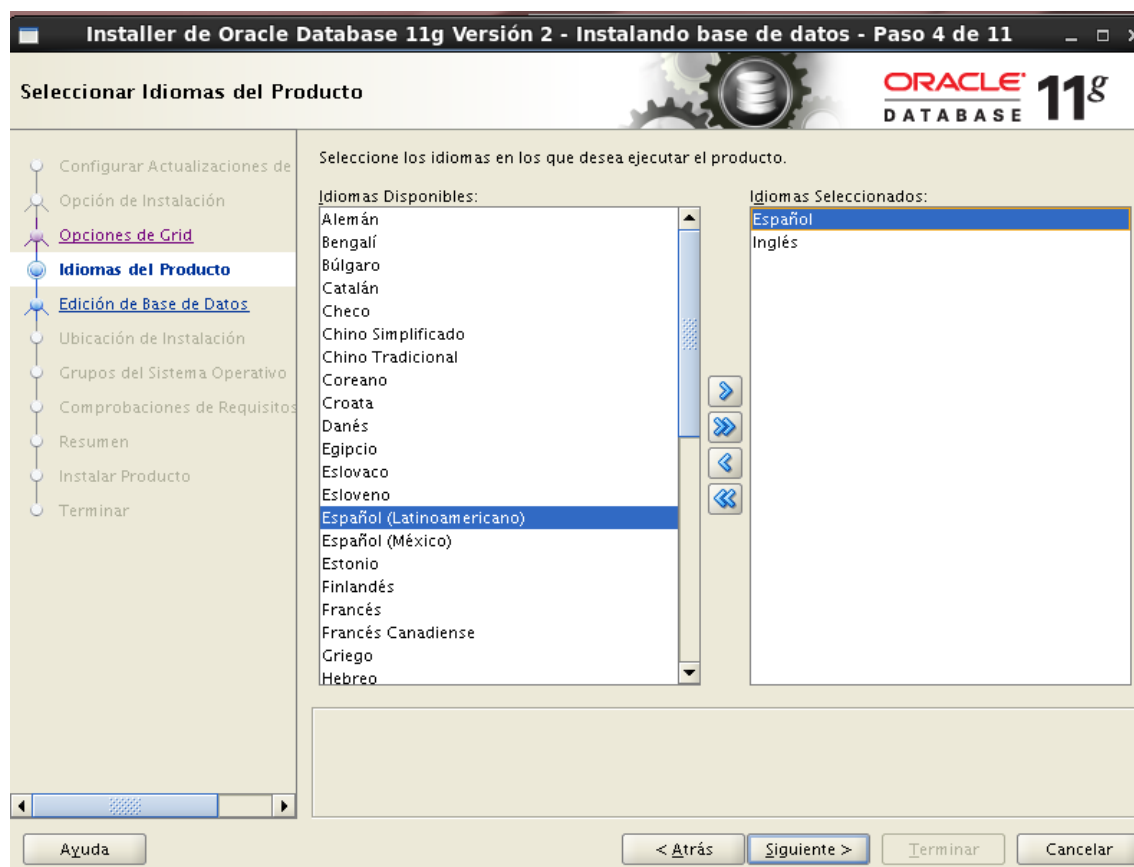 Installer de Oracle Database 11g Versión 2 - Instalando base de datos - Paso 4 de 11
Seleccionar Idiomas del Producto
ORACLE DATABASE 11g
Configurar Actualizaciones de
Opción de Instalación
Opciones de Grid
Idiomas del Producto
Edición de Base de Datos
Ubicación de Instalación
Grupos del Sistema Operativo
Comprobaciones de Requisitos
Resumen
Instalar Producto
Terminar
Seleccione los idiomas en los que desea ejecutar el producto.
Idiomas Disponibles:
Alemán
Bengalí
Búlgaro
Catalán
Checo
Chino Simplificado
Chino Tradicional
Coreano
Croata
Danés
Egipcio
Eslovaco
Esloveno
Español (Latinoamericano)
Español (México)
Estonio
Finlandés
Francés
Francés Canadiense
Griego
Hebreo
Idiomas Seleccionados:
Español
Inglés
Ayuda
< Atrás
Siguiente >
Terminar
Cancelar